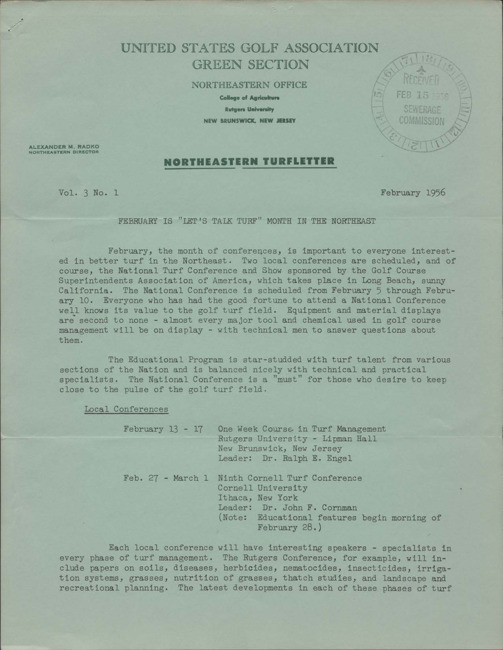 UNITED STATES GOLF ASSOCIATION
GREEN SECTION
NORTHEASTERN OFFICE
College of Agriculture
Rutgers University
NEW BRUNSWICK, NEW JERSEY
RECEIVED
FEB 15 1956
SEWERAGE
COMMISSION
ALEXANDER M. RADKO
NORTHEASTERN DIRECTOR
NORTHEASTERN TURFLETTER
Vol. 3 No. 1 February 1956
FEBRUARY IS "LET'S TALK TURF" MONTH IN THE NORTHEAST
February, the month of conferences, is important to everyone interest-
ed in better turf in the Northeast. Two local conferences are scheduled, and of
course, the National Turf Conference and Show sponsored by the Golf Course
Superintendents Association of America, which takes place in Long Beach, sunny
California. The National Conference is scheduled from February 5 through Febru-
ary 10. Everyone who has had the good fortune to attend a National Conference
well knows its value to the golf turf field. Equipment and material displays
are second to none - almost every major tool and chemical used in golf course
management will be on display - with technical men to answer questions about
them.
The Educational Program is star-studded with turf talent from various
sections of the Nation and is balanced nicely with technical and practical
specialists. The National Conference is a "must" for those who desire to keep
close to the pulse of the golf turf field.
Local Conferences
February 13 - 17 One Week Course in Turf Management
Rutgers University - Lipman Hall
New Brunswick, New Jersey
Leader: Dr. Ralph E. Engel
Feb. 27 - March 1 Ninth Cornell Turf Conference
Cornell University
Ithaca, New York
Leader: Dr. John F. Cornman
(Note: Educational features begin morning of
February 28.)
Each local conference will have interesting speakers - specialists in
every phase of turf management. The Rutgers Conference, for example, will in-
clude papers on soils, diseases, herbicides, nematocides, insecticides, irriga-
tion systems, grasses, nutrition of grasses, thatch studies, and landscape and
recreational planning. The latest developments in each of these phases of turf